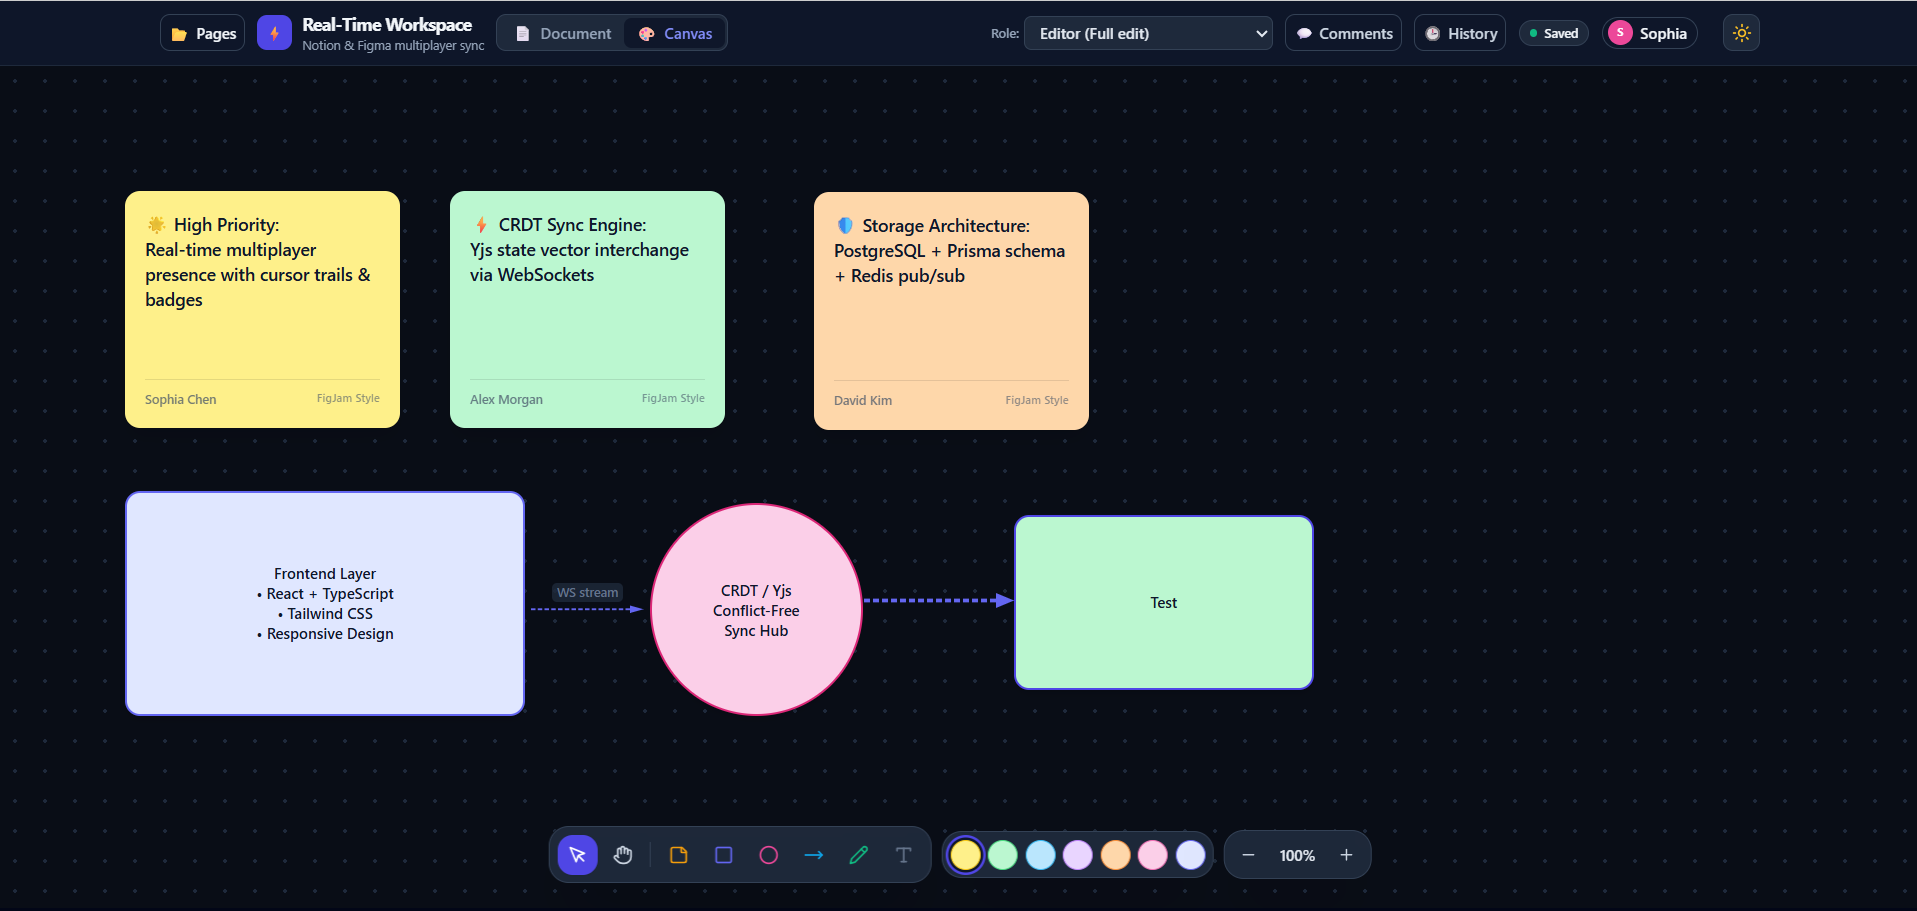 Pages
Real-Time Workspace
Notion & Figma multiplayer sync
Document
Canvas
Role:
Editor (Full edit)
Comments
History
Saved
S
Sophia
High Priority:
Real-time multiplayer
presence with cursor trails &
badges
Sophia Chen
FigJam Style
CRDT Sync Engine:
Yjs state vector interchange
via WebSockets
Alex Morgan
FigJam Style
Storage Architecture:
PostgreSQL + Prisma schema
+ Redis pub/sub
David Kim
FigJam Style
Frontend Layer
• React + TypeScript
• Tailwind CSS
• Responsive Design
WS stream
CRDT / Yjs
Conflict-Free
Sync Hub
Test
T
100%